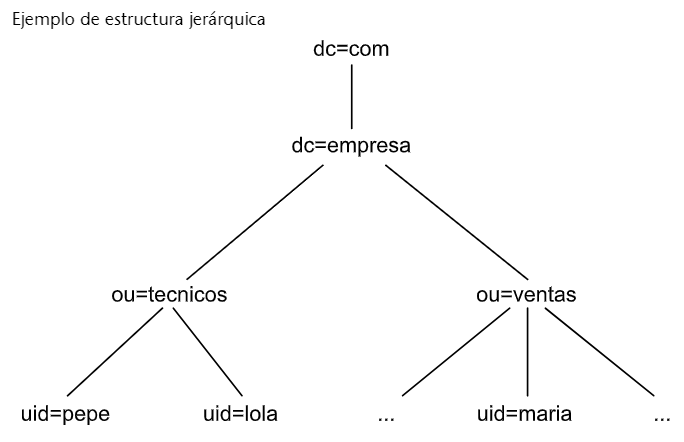 Ejemplo de estructura jerárquica
dc=com
dc=empresa
ou=tecnicos
ou=ventas
uid=pepe
uid=lola
...
uid=maria
...